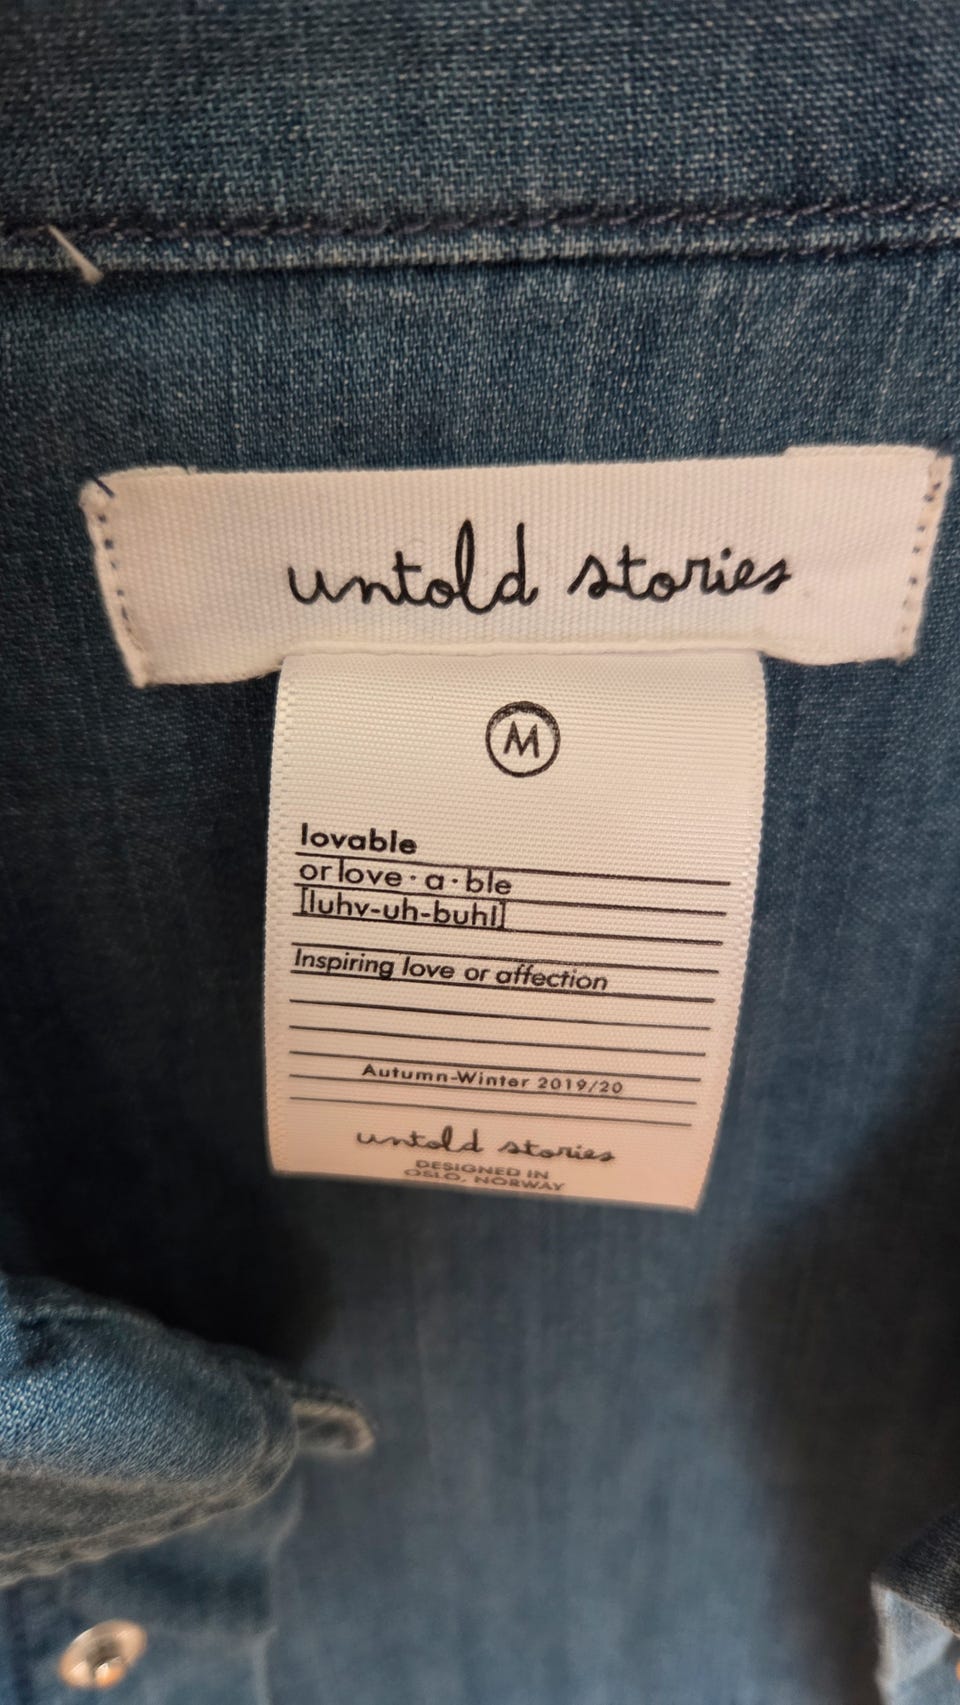 untold stories
M
lovable
or love·a·ble
[luhv-uh-buhl]
Inspiring love or affection
Autumn-Winter 2019/20
untold stories
DESIGNED IN
OSLO, NORWAY